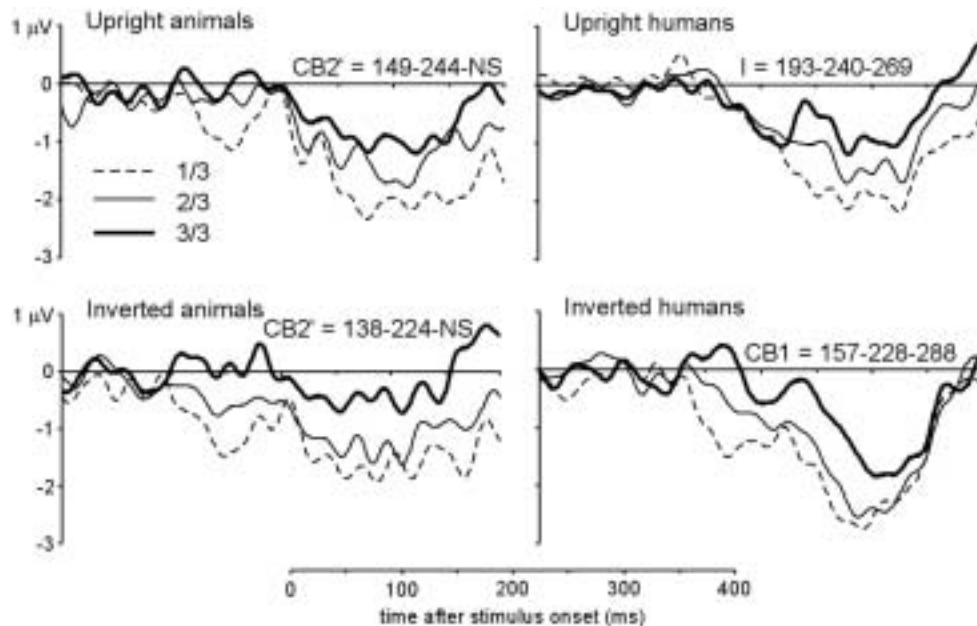 1 µV
Upright animals
Upright humans
0
CB2' = 149-244-NS
I = 193-240-269
-1
1/3
-2
2/3
3/3
-3
1 µV
Inverted animals
Inverted humans
CB2' = 138-224-NS
CB1 = 157-228-288
0
-1
-2
-3
0 100 200 300 400
time after stimulus onset (ms)